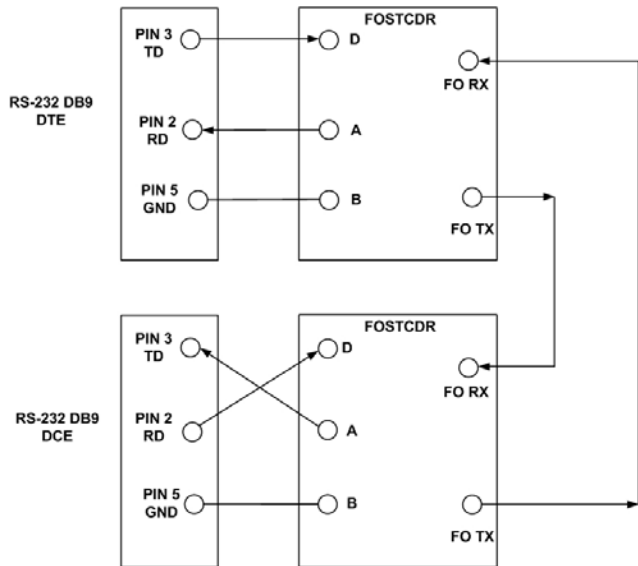 FOSTCDR
PIN 3
TD
D
FO RX
RS-232 DB9
DTE
PIN 2
RD
A
PIN 5
GND
B
FO TX
FOSTCDR
PIN 3
TD
D
FO RX
RS-232 DB9
DCE
PIN 2
RD
A
PIN 5
GND
B
FO TX